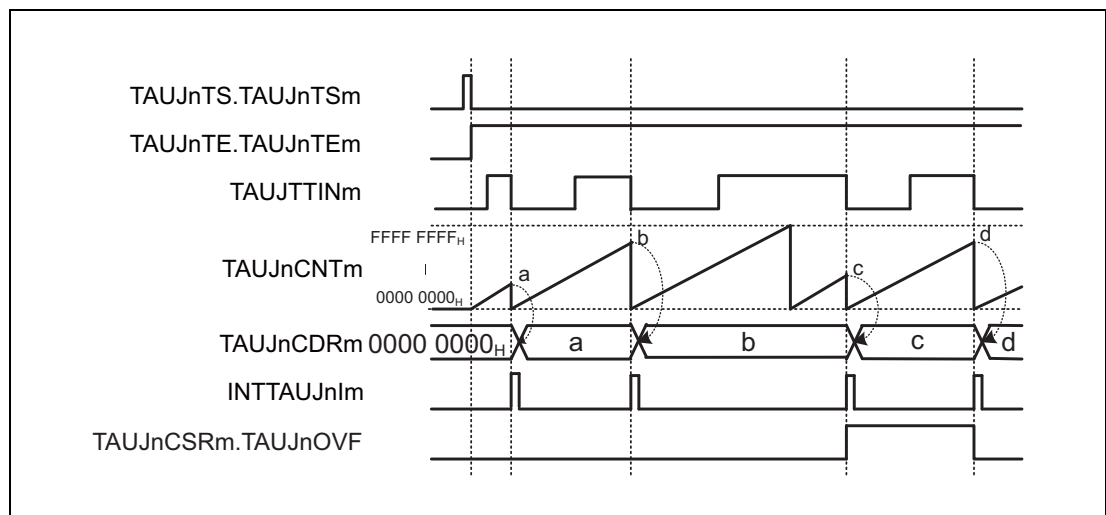 TAUJnTS.TAUJnTSm
TAUJnTE.TAUJnTEm
TAUJTTINm
FFFF FFFFH
TAUJnCNTm
0000 0000H
a
b
c
d
TAUJnCDRm 0000 0000H a b c d
INTTAUJnIm
TAUJnCSRm.TAUJnOVF